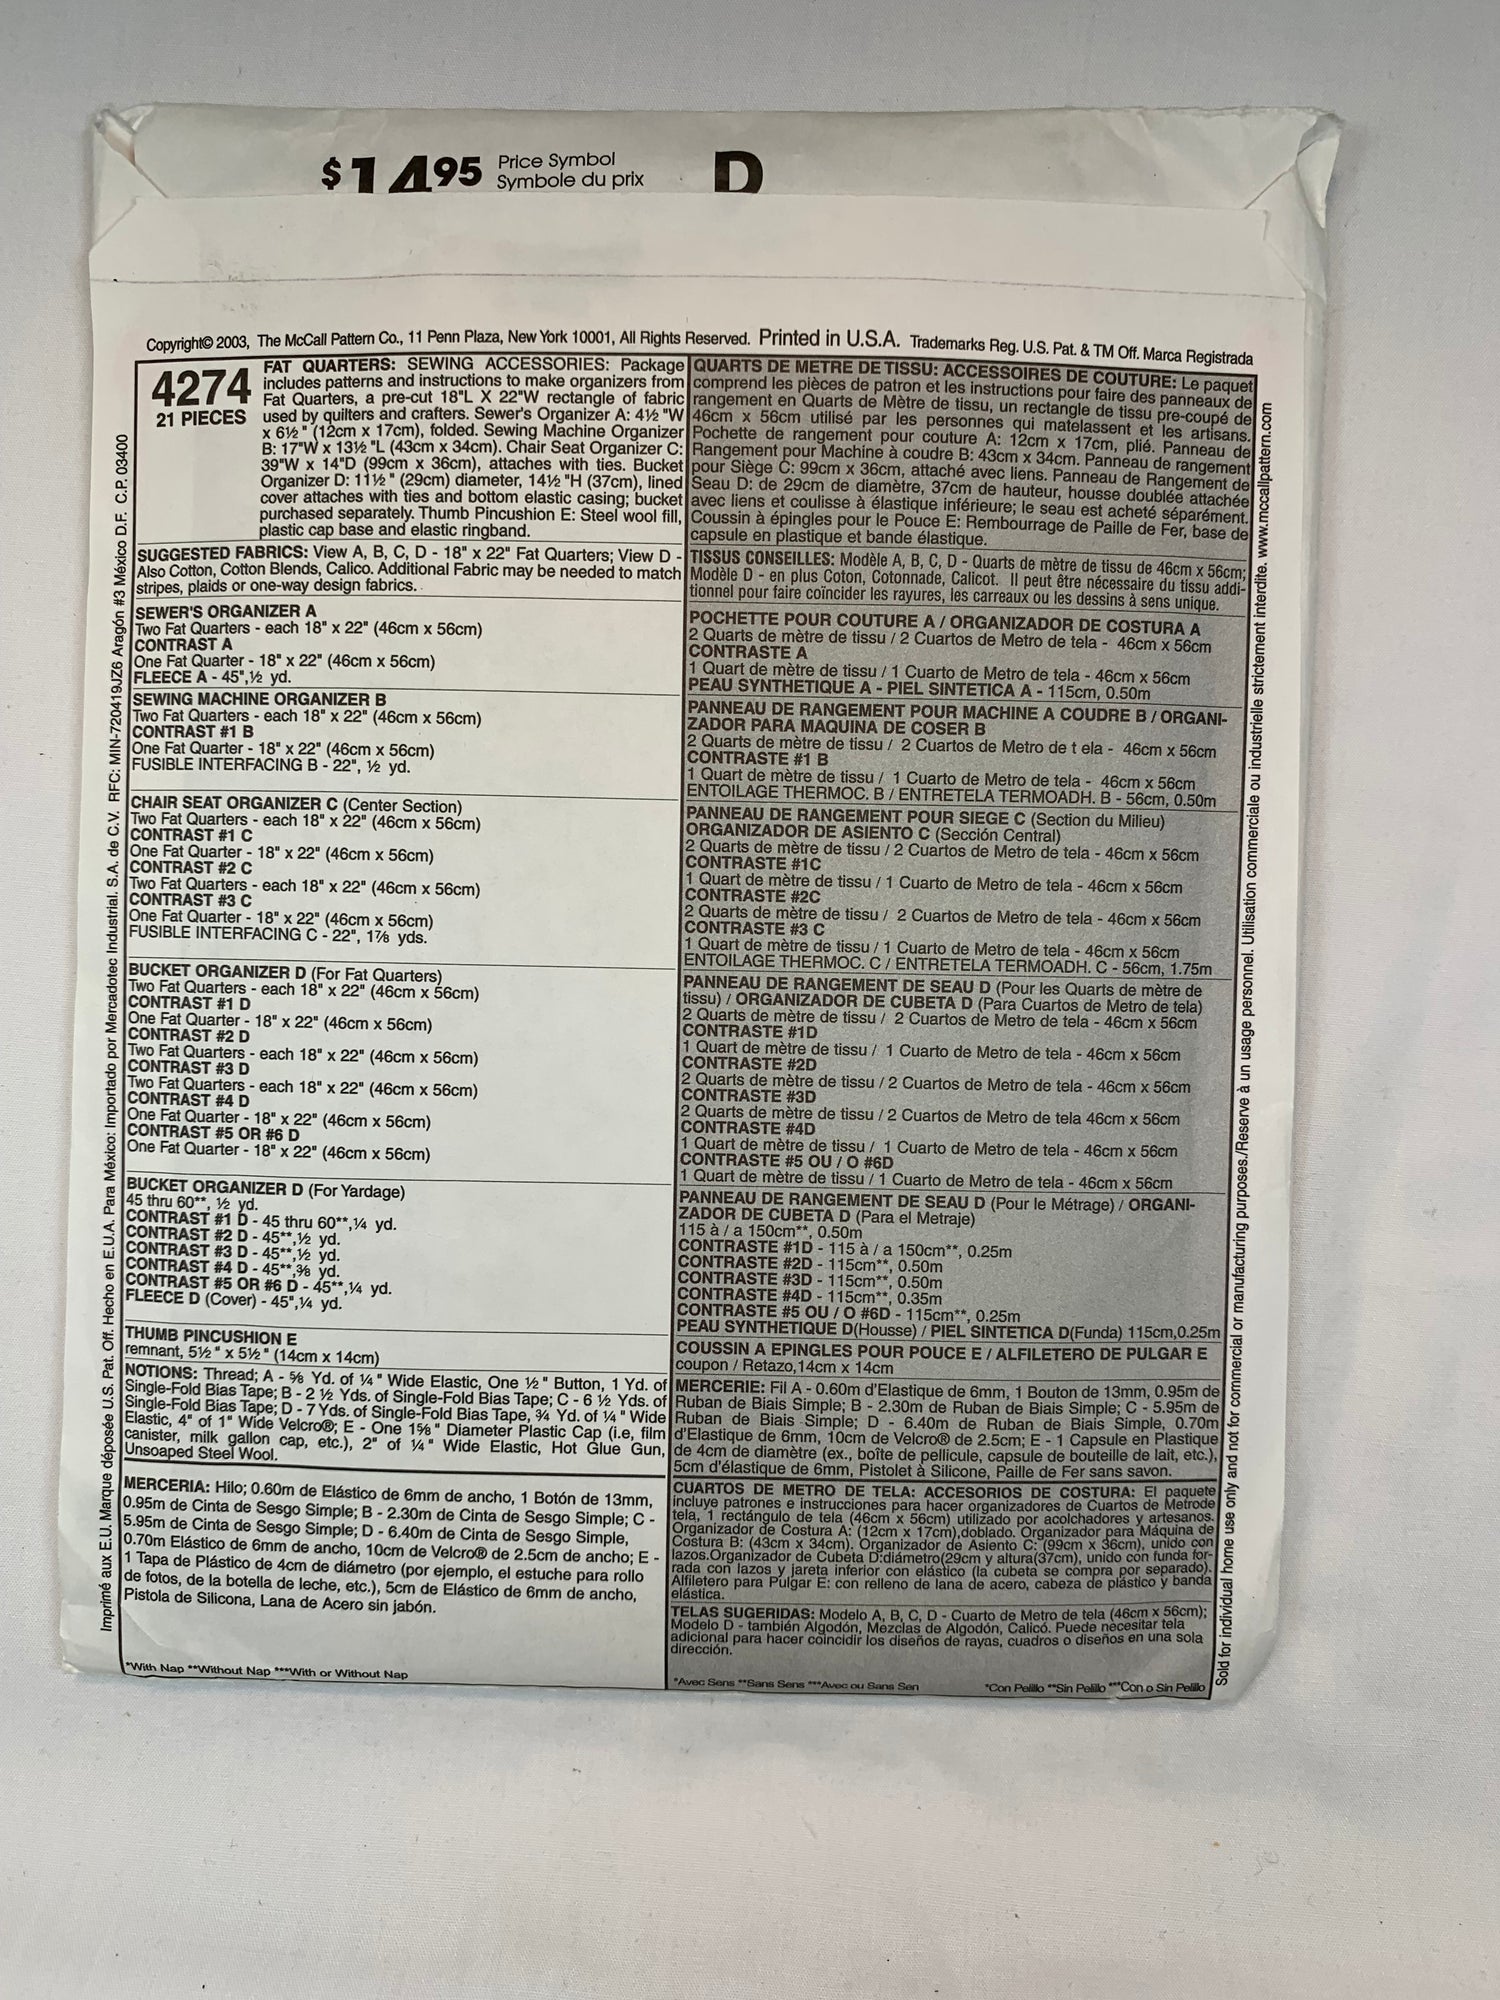 $14.95 Price Symbol
Symbole du prix
D
Copyright© 2003, The McCall Pattern Co., 11 Penn Plaza, New York 10001, All Rights Reserved. Printed in U.S.A. Trademarks Reg. U.S. Pat. & TM Off. Marca Registrada
4274
21 PIECES
FAT QUARTERS: SEWING ACCESSORIES: Package
includes patterns and instructions to make organizers from
Fat Quarters, a pre-cut 18"L X 22"W rectangle of fabric
used by quilters and crafters. Sewer's Organizer A: 4½ "W
x 6½ " (12cm x 17cm), folded. Sewing Machine Organizer
B: 17"W x 13½ "L (43cm x 34cm). Chair Seat Organizer C:
39"W x 14"D (99cm x 36cm), attaches with ties. Bucket
Organizer D: 11½ " (29cm) diameter, 14½ "H (37cm), lined
cover attaches with ties and bottom elastic casing; bucket
purchased separately. Thumb Pincushion E: Steel wool fill,
plastic cap base and elastic ringband.
SUGGESTED FABRICS: View A, B, C, D - 18" x 22" Fat Quarters; View D -
Also Cotton, Cotton Blends, Calico. Additional Fabric may be needed to match
stripes, plaids or one-way design fabrics.
SEWER'S ORGANIZER A
Two Fat Quarters - each 18" x 22" (46cm x 56cm)
CONTRAST A
One Fat Quarter - 18" x 22" (46cm x 56cm)
FLEECE A - 45",½ yd.
SEWING MACHINE ORGANIZER B
Two Fat Quarters - each 18" x 22" (46cm x 56cm)
CONTRAST #1 B
One Fat Quarter - 18" x 22" (46cm x 56cm)
FUSIBLE INTERFACING B - 22", ½ yd.
CHAIR SEAT ORGANIZER C (Center Section)
Two Fat Quarters - each 18" x 22" (46cm x 56cm)
CONTRAST #1 C
One Fat Quarter - 18" x 22" (46cm x 56cm)
CONTRAST #2 C
Two Fat Quarters - each 18" x 22" (46cm x 56cm)
CONTRAST #3 C
One Fat Quarter - 18" x 22" (46cm x 56cm)
FUSIBLE INTERFACING C - 22", 1⅞ yds.
BUCKET ORGANIZER D (For Fat Quarters)
Two Fat Quarters - each 18" x 22" (46cm x 56cm)
CONTRAST #1 D
One Fat Quarter - 18" x 22" (46cm x 56cm)
CONTRAST #2 D
Two Fat Quarters - each 18" x 22" (46cm x 56cm)
CONTRAST #3 D
Two Fat Quarters - each 18" x 22" (46cm x 56cm)
CONTRAST #4 D
One Fat Quarter - 18" x 22" (46cm x 56cm)
CONTRAST #5 OR #6 D
One Fat Quarter - 18" x 22" (46cm x 56cm)
BUCKET ORGANIZER D (For Yardage)
45 thru 60**, ½ yd.
CONTRAST #1 D - 45 thru 60**,¼ yd.
CONTRAST #2 D - 45**,½ yd.
CONTRAST #3 D - 45**,½ yd.
CONTRAST #4 D - 45**,⅜ yd.
CONTRAST #5 OR #6 D - 45**,¼ yd.
FLEECE D (Cover) - 45",¼ yd.
THUMB PINCUSHION E
remnant, 5½ " x 5½ " (14cm x 14cm)
NOTIONS: Thread; A - ⅝ Yd. of ¼ " Wide Elastic, One ½ " Button, 1 Yd. of
Single-Fold Bias Tape; B - 2 ½ Yds. of Single-Fold Bias Tape; C - 6 ½ Yds. of
Single-Fold Bias Tape; D - 7 Yds. of Single-Fold Bias Tape, ¾ Yd. of ¼ " Wide
Elastic, 4" of 1" Wide Velcro®; E - One 1⅝ " Diameter Plastic Cap (i.e, film
canister, milk gallon cap, etc.), 2" of ¼ " Wide Elastic, Hot Glue Gun,
Unsoaped Steel Wool.
MERCERIA: Hilo; 0.60m de Elástico de 6mm de ancho, 1 Botón de 13mm,
0.95m de Cinta de Sesgo Simple; B - 2.30m de Cinta de Sesgo Simple; C -
5.95m de Cinta de Sesgo Simple; D - 6.40m de Cinta de Sesgo Simple,
0.70m Elástico de 6mm de ancho, 10cm de Velcro® de 2.5cm de ancho; E -
1 Tapa de Plástico de 4cm de diámetro (por ejemplo, el estuche para rollo
de fotos, de la botella de leche, etc.), 5cm de Elástico de 6mm de ancho,
Pistola de Silicona, Lana de Acero sin jabón.
*With Nap **Without Nap ***With or Without Nap
QUARTS DE METRE DE TISSU: ACCESSOIRES DE COUTURE: Le paquet
comprend les pièces de patron et les instructions pour faire des panneaux de
rangement en Quarts de Mètre de tissu, un rectangle de tissu pre-coupé de
46cm x 56cm utilisé par les personnes qui matelassent et les artisans.
Pochette de rangement pour couture A: 12cm x 17cm, plié. Panneau de
Rangement pour Machine à coudre B: 43cm x 34cm. Panneau de rangement
pour Siège C: 99cm x 36cm, attaché avec liens. Panneau de Rangement de
Seau D: de 29cm de diamètre, 37cm de hauteur, housse doublée attachée
avec liens et coulisse à élastique inférieure; le seau est acheté séparément.
Coussin à épingles pour le Pouce E: Rembourrage de Paille de Fer, base de
capsule en plastique et bande élastique.
TISSUS CONSEILLES: Modèle A, B, C, D - Quarts de mètre de tissu de 46cm x 56cm;
Modèle D - en plus Coton, Cotonnade, Calicot. Il peut être nécessaire du tissu addi-
tionnel pour faire coïncider les rayures, les carreaux ou les dessins à sens unique.
POCHETTE POUR COUTURE A / ORGANIZADOR DE COSTURA A
2 Quarts de mètre de tissu / 2 Cuartos de Metro de tela - 46cm x 56cm
CONTRASTE A
1 Quart de mètre de tissu / 1 Cuarto de Metro de tela - 46cm x 56cm
PEAU SYNTHETIQUE A - PIEL SINTETICA A - 115cm, 0.50m
PANNEAU DE RANGEMENT POUR MACHINE A COUDRE B / ORGANI-
ZADOR PARA MAQUINA DE COSER B
2 Quarts de mètre de tissu / 2 Cuartos de Metro de t ela - 46cm x 56cm
CONTRASTE #1 B
1 Quart de mètre de tissu / 1 Cuarto de Metro de tela - 46cm x 56cm
ENTOILAGE THERMOC. B / ENTRETELA TERMOADH. B - 56cm, 0.50m
PANNEAU DE RANGEMENT POUR SIEGE C (Section du Milieu)
ORGANIZADOR DE ASIENTO C (Sección Central)
2 Quarts de mètre de tissu / 2 Cuartos de Metro de tela - 46cm x 56cm
CONTRASTE #1C
1 Quart de mètre de tissu / 1 Cuarto de Metro de tela - 46cm x 56cm
CONTRASTE #2C
2 Quarts de mètre de tissu / 2 Cuartos de Metro de tela - 46cm x 56cm
CONTRASTE #3 C
1 Quart de mètre de tissu / 1 Cuarto de Metro de tela - 46cm x 56cm
ENTOILAGE THERMOC. C / ENTRETELA TERMOADH. C - 56cm, 1.75m
PANNEAU DE RANGEMENT DE SEAU D (Pour les Quarts de mètre de
tissu) / ORGANIZADOR DE CUBETA D (Para Cuartos de Metro de tela)
2 Quarts de mètre de tissu / 2 Cuartos de Metro de tela - 46cm x 56cm
CONTRASTE #1D
1 Quart de mètre de tissu / 1 Cuarto de Metro de tela - 46cm x 56cm
CONTRASTE #2D
2 Quarts de mètre de tissu / 2 Cuartos de Metro de tela - 46cm x 56cm
CONTRASTE #3D
2 Quarts de mètre de tissu / 2 Cuartos de Metro de tela 46cm x 56cm
CONTRASTE #4D
1 Quart de mètre de tissu / 1 Cuarto de Metro de tela - 46cm x 56cm
CONTRASTE #5 OU / O #6D
1 Quart de mètre de tissu / 1 Cuarto de Metro de tela - 46cm x 56cm
PANNEAU DE RANGEMENT DE SEAU D (Pour le Métrage) / ORGANI-
ZADOR DE CUBETA D (Para el Metraje)
115 à / a 150cm**, 0.50m
CONTRASTE #1D - 115 à / a 150cm**, 0.25m
CONTRASTE #2D - 115cm**, 0.50m
CONTRASTE #3D - 115cm**, 0.50m
CONTRASTE #4D - 115cm**, 0.35m
CONTRASTE #5 OU / O #6D - 115cm**, 0.25m
PEAU SYNTHETIQUE D(Housse) / PIEL SINTETICA D(Funda) 115cm,0.25m
COUSSIN A EPINGLES POUR POUCE E / ALFILETERO DE PULGAR E
coupon / Retazo,14cm x 14cm
MERCERIE: Fil A - 0.60m d'Elastique de 6mm, 1 Bouton de 13mm, 0.95m de
Ruban de Biais Simple; B - 2.30m de Ruban de Biais Simple; C - 5.95m de
Ruban de Biais Simple; D - 6.40m de Ruban de Biais Simple, 0.70m
d'Elastique de 6mm, 10cm de Velcro® de 2.5cm; E - 1 Capsule en Plastique
de 4cm de diamètre (ex., boîte de pellicule, capsule de bouteille de lait, etc.),
5cm d'élastique de 6mm, Pistolet à Silicone, Paille de Fer sans savon.
CUARTOS DE METRO DE TELA: ACCESORIOS DE COSTURA: El paquete
incluye patrones e instrucciones para hacer organizadores de Cuartos de Metrode
tela, 1 rectángulo de tela (46cm x 56cm) utilizado por acolchadores y artesanos.
Organizador de Costura A: (12cm x 17cm),doblado. Organizador para Máquina de
Costura B: (43cm x 34cm). Organizador de Asiento C: (99cm x 36cm), unido con
lazos.Organizador de Cubeta D:diámetro(29cm y altura(37cm), unido con funda for-
rada con lazos y jareta inferior con elástico (la cubeta se compra por separado).
Alfiletero para Pulgar E: con relleno de lana de acero, cabeza de plástico y banda
elástica.
TELAS SUGERIDAS: Modelo A, B, C, D - Cuarto de Metro de tela (46cm x 56cm);
Modelo D - también Algodón, Mezclas de Algodón, Calicó. Puede necesitar tela
adicional para hacer coincidir los diseños de rayas, cuadros o diseños en una sola
dirección.
*Avec Sens **Sans Sens ***Avec ou Sans Sen
*Con Pelillo **Sin Pelillo ***Con o Sin Pelillo
Imprimé aux E.U. Marque déposée U.S. Pat. Off. Hecho en E.U.A. Para México: Importado por Mercadotec Industrial. S.A. de C.V. RFC: MIN-720419JZ6 Aragón #3 México D.F. C.P. 03400
Sold for individual home use only and not for commercial or manufacturing purposes./Reserve à un usage personnel. Utilisation commerciale ou industrielle strictement interdite. www.mccallpattern.com